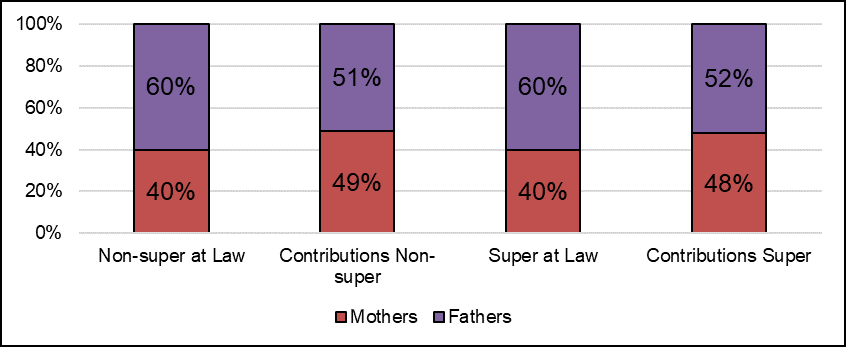 100%
80%
60%
40%
20%
0%
60%
51%
60%
52%
40%
49%
40%
48%
Non-super at Law
Contributions Non-
super
Super at Law
Contributions Super
Mothers
Fathers